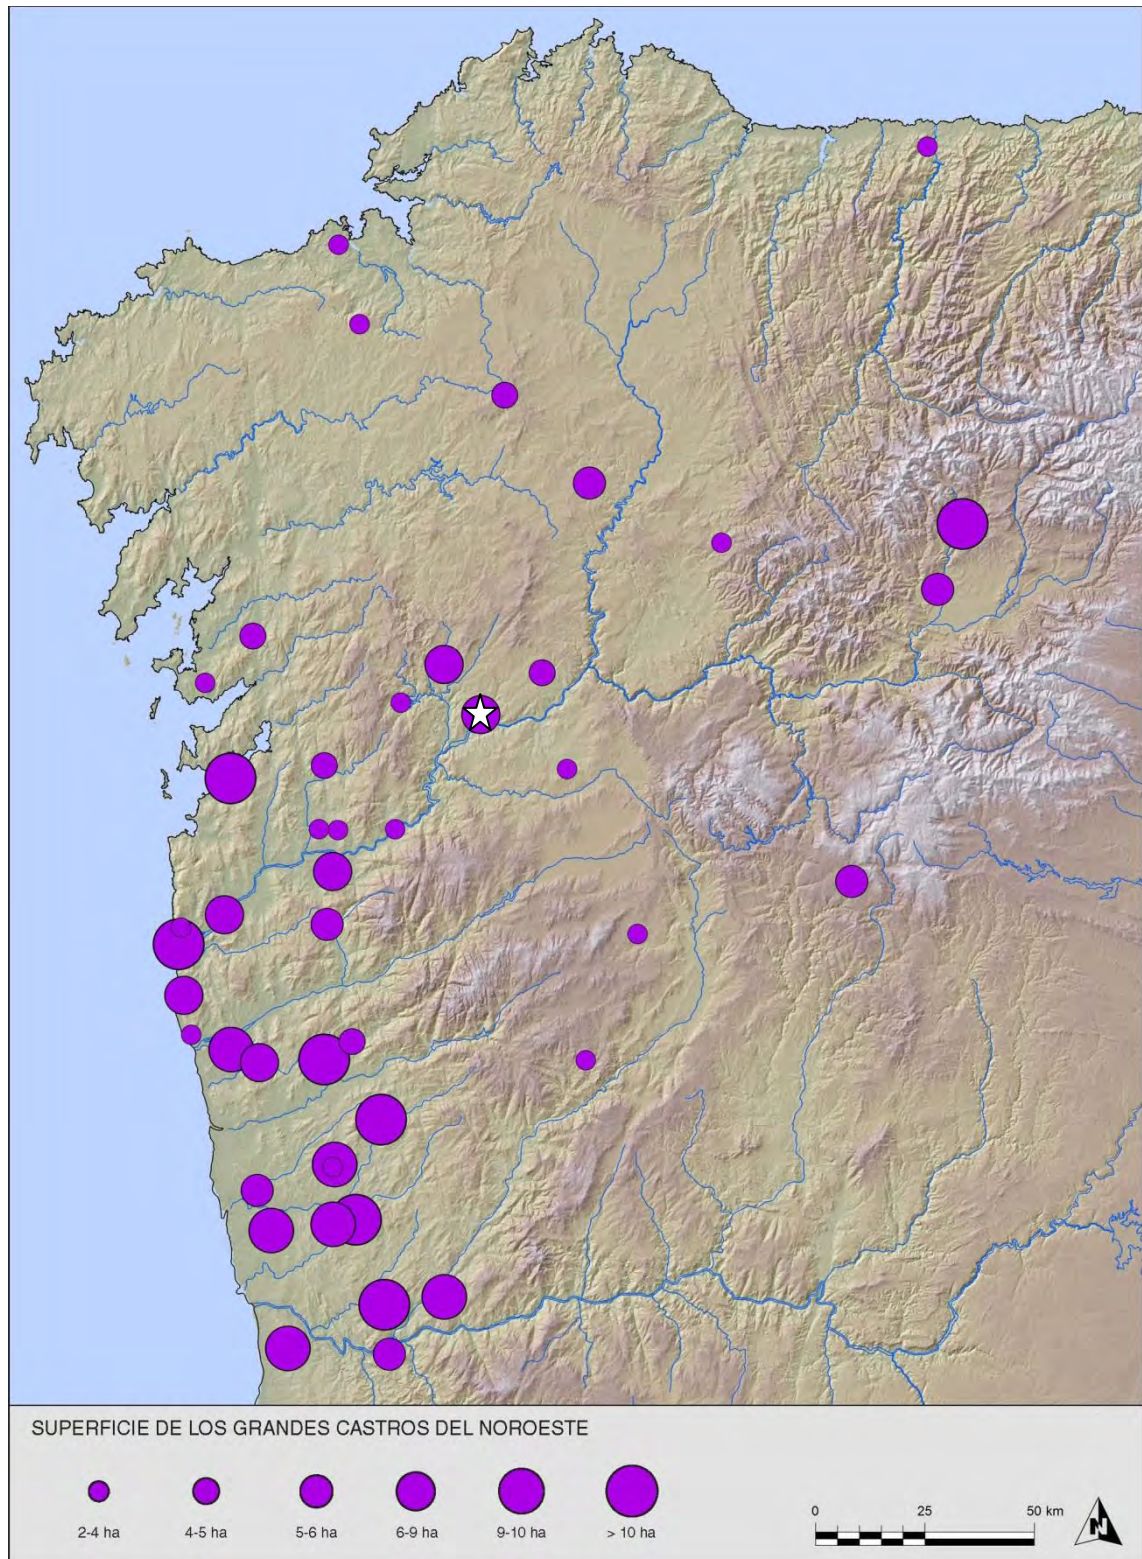 SUPERFICIE DE LOS GRANDES CASTROS DEL NOROESTE
2-4 ha 4-5 ha 5-6 ha 6-9 ha 9-10 ha > 10 ha
0 25 50 km
N